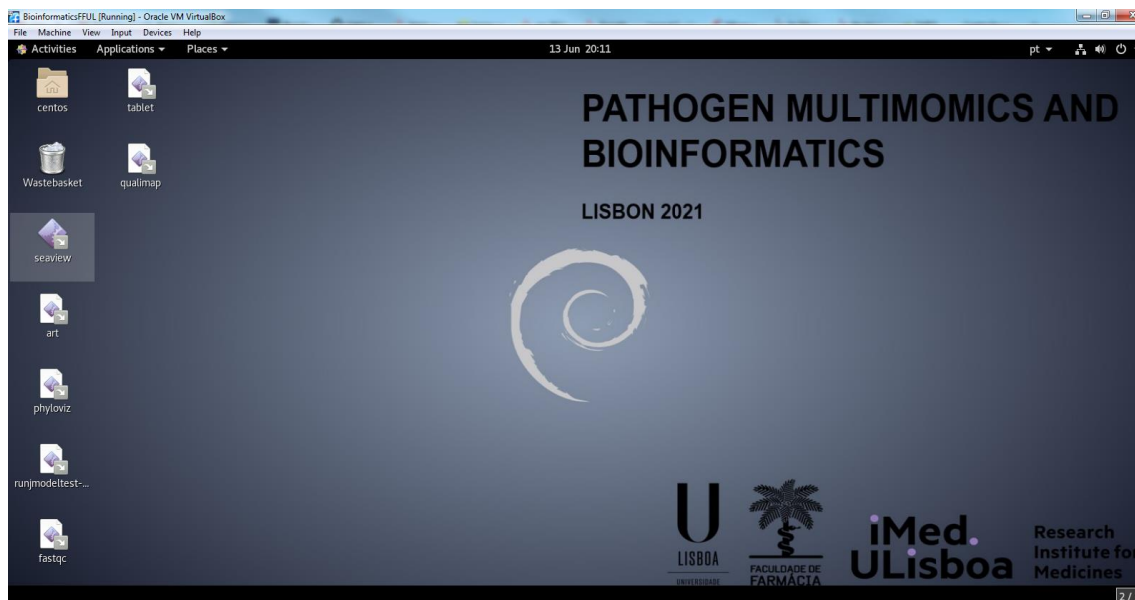 BioinformaticsFFUL [Running] - Oracle VM VirtualBox
File Machine View Input Devices Help
Activities Applications Places 13 Jun 20:11 pt
centos tablet
Wastebasket qualimap
seaview
art
phyloviz
runjmodeltest-...
fastqc
PATHOGEN MULTIMOMICS AND
BIOINFORMATICS
LISBON 2021
U
LISBOA
UNIVERSIDADE
FACULDADE DE
FARMÁCIA
iMed.
ULisboa
Research
Institute for
Medicines
2 /